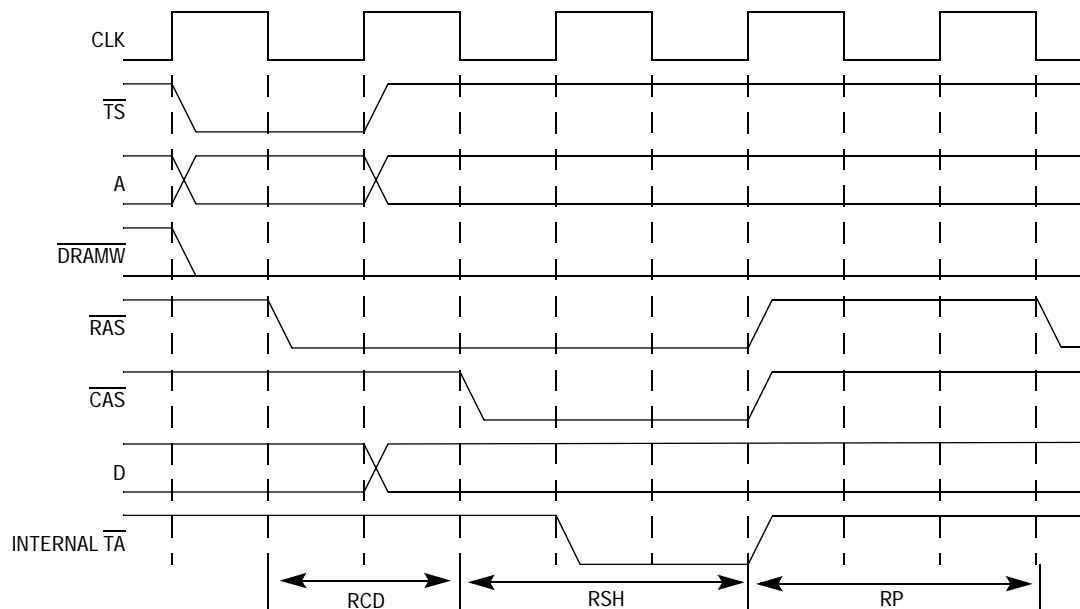 CLK
TS
A
DRAMW
RAS
CAS
D
INTERNAL TA
RCD
RSH
RP